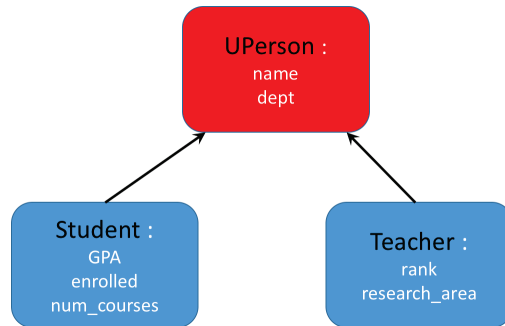 UPerson :
name
dept
Student :
GPA
enrolled
num_courses
Teacher :
rank
research_area